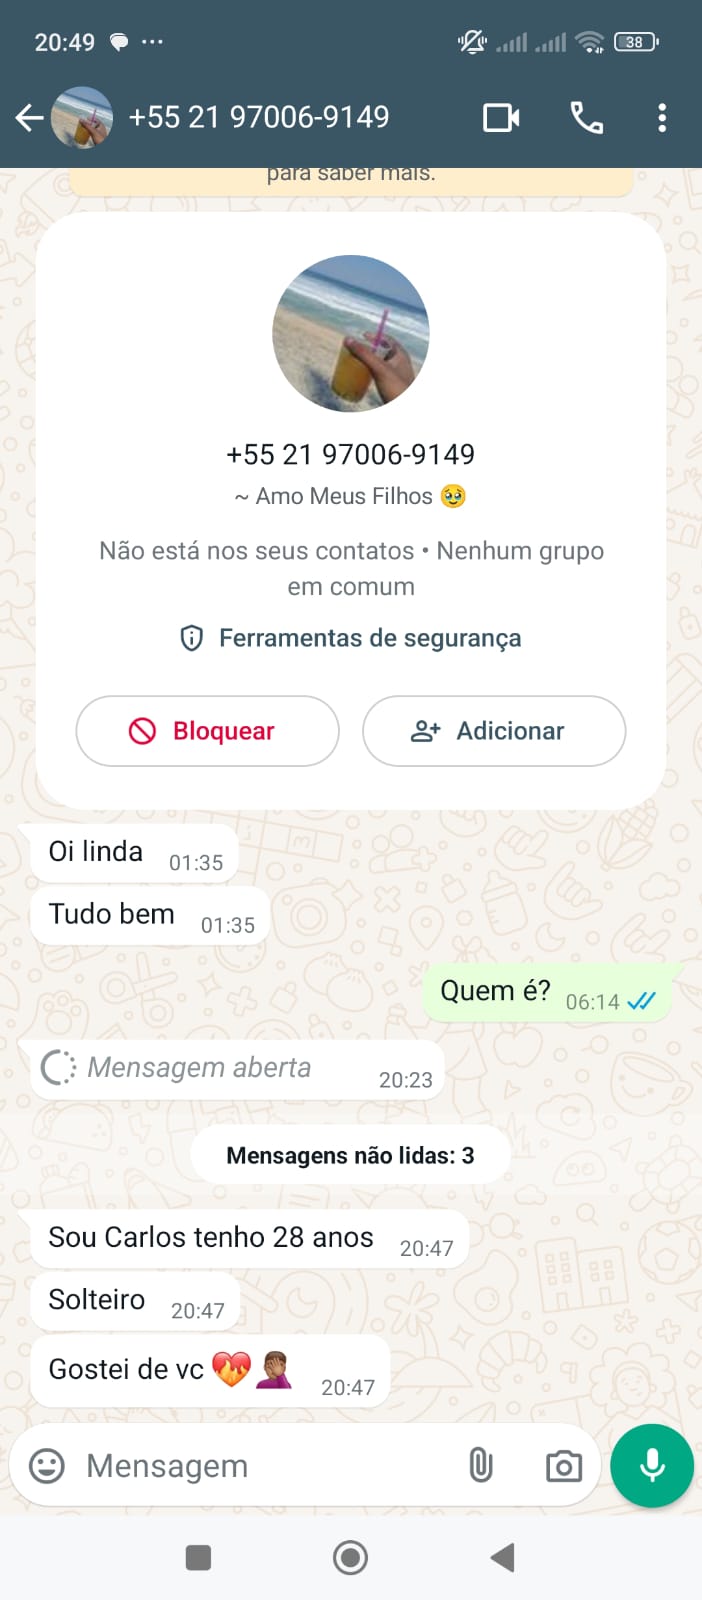 20:49
38
+55 21 97006-9149
para saber mais.
+55 21 97006-9149
~ Amo Meus Filhos 🥹
Não está nos seus contatos • Nenhum grupo
em comum
Ferramentas de segurança
Bloquear
Adicionar
Oi linda 01:35
Tudo bem 01:35
Quem é? 06:14
Mensagem aberta 20:23
Mensagens não lidas: 3
Sou Carlos tenho 28 anos 20:47
Solteiro 20:47
Gostei de vc ❤️‍🔥🤦🏾‍♀️ 20:47
Mensagem